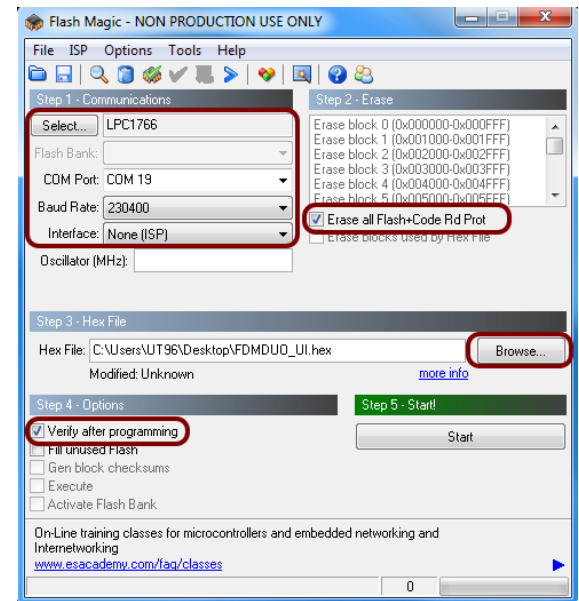 Flash Magic - NON PRODUCTION USE ONLY
File ISP Options Tools Help
Step 1 - Communications
Select... LPC1766
Flash Bank:
COM Port: COM 19
Baud Rate: 230400
Interface: None (ISP)
Oscillator (MHz):
Step 2 - Erase
Erase block 0 (0x000000-0x000FFF)
Erase block 1 (0x001000-0x001FFF)
Erase block 2 (0x002000-0x002FFF)
Erase block 3 (0x003000-0x003FFF)
Erase block 4 (0x004000-0x004FFF)
Erase block 5 (0x005000-0x005FFF)
Erase all Flash+Code Rd Prot
Erase blocks used by Hex File
Step 3 - Hex File
Hex File: C:\Users\UT96\Desktop\FDMDUO_UI.hex Browse...
Modified: Unknown more info
Step 4 - Options
Verify after programming
Fill unused Flash
Gen block checksums
Execute
Activate Flash Bank
Step 5 - Start!
Start
On-Line training classes for microcontrollers and embedded networking and
Internetworking
www.esacademy.com/faq/classes
0